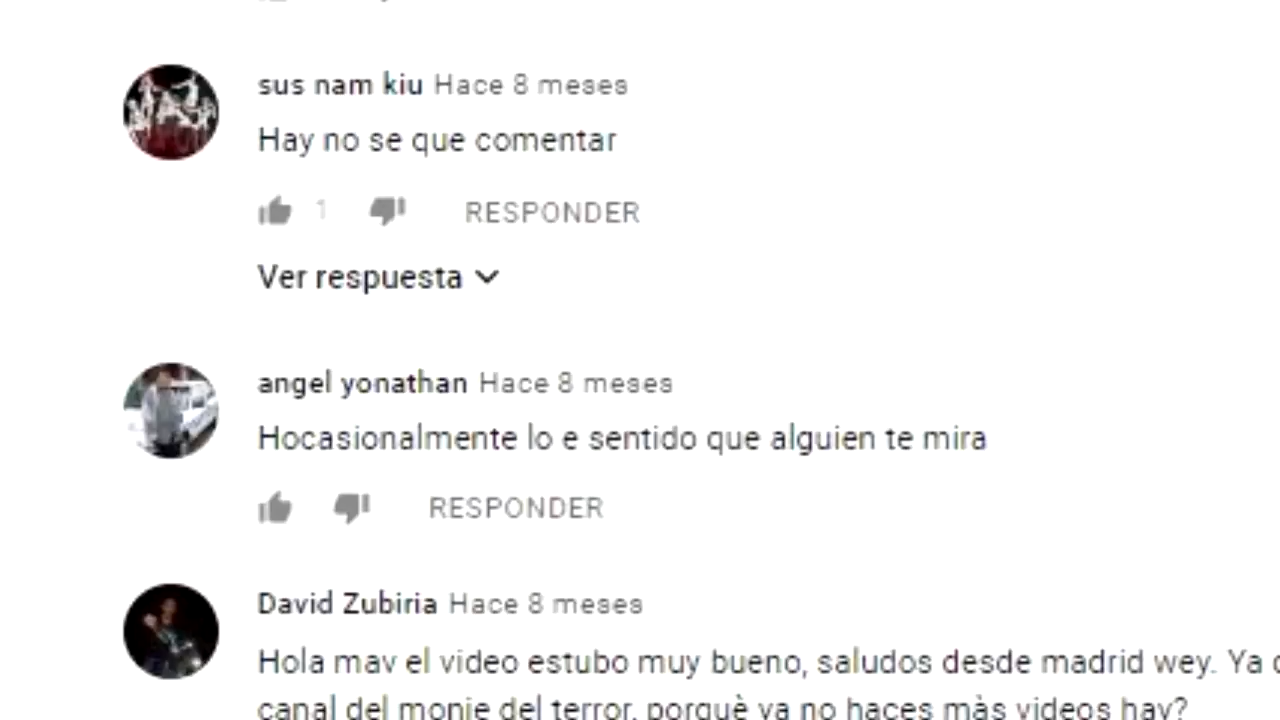 sus nam kiu Hace 8 meses
Hay no se que comentar
1 RESPONDER
Ver respuesta
angel yonathan Hace 8 meses
Hocasionalmente lo e sentido que alguien te mira
RESPONDER
David Zubiria Hace 8 meses
Hola mav el video estubo muy bueno, saludos desde madrid wey. Ya
canal del monje del terror, porquè ya no haces màs videos hay?